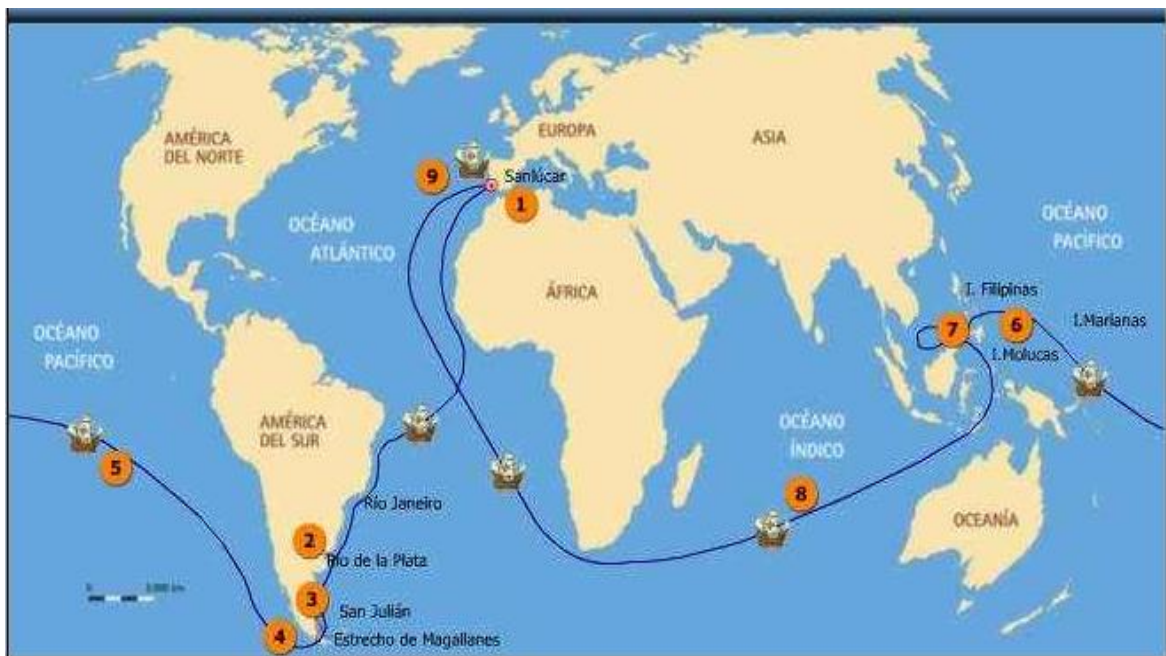 AMÉRICA
DEL NORTE
EUROPA
ASIA
9
Sanlúcar
1
OCÉANO
ATLÁNTICO
OCÉANO
PACÍFICO
ÁFRICA
I. Filipinas
7
6
I.Marianas
I.Molucas
OCÉANO
PACÍFICO
AMÉRICA
DEL SUR
OCÉANO
ÍNDICO
5
8
Río Janeiro
OCEANÍA
2
Río de la Plata
3
San Julián
4
Estrecho de Magallanes